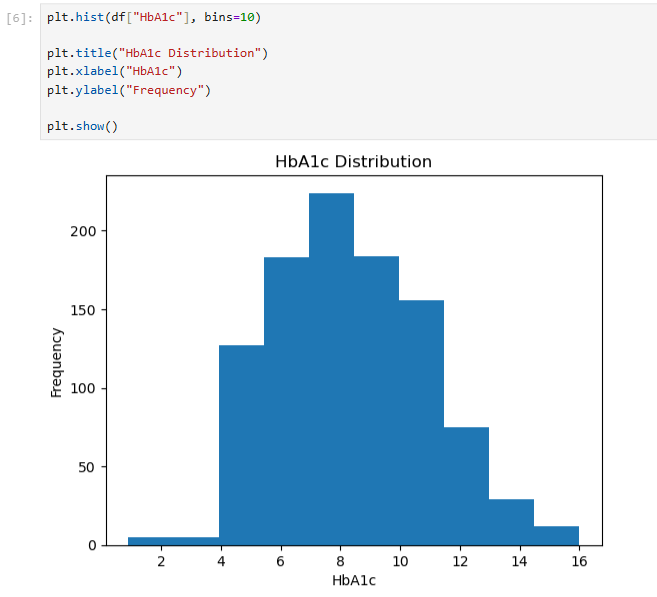 [6]: plt.hist(df["HbA1c"], bins=10)
plt.title("HbA1c Distribution")
plt.xlabel("HbA1c")
plt.ylabel("Frequency")
plt.show()
HbA1c Distribution
200
150
100
50
0
Frequency
2 4 6 8 10 12 14 16
HbA1c